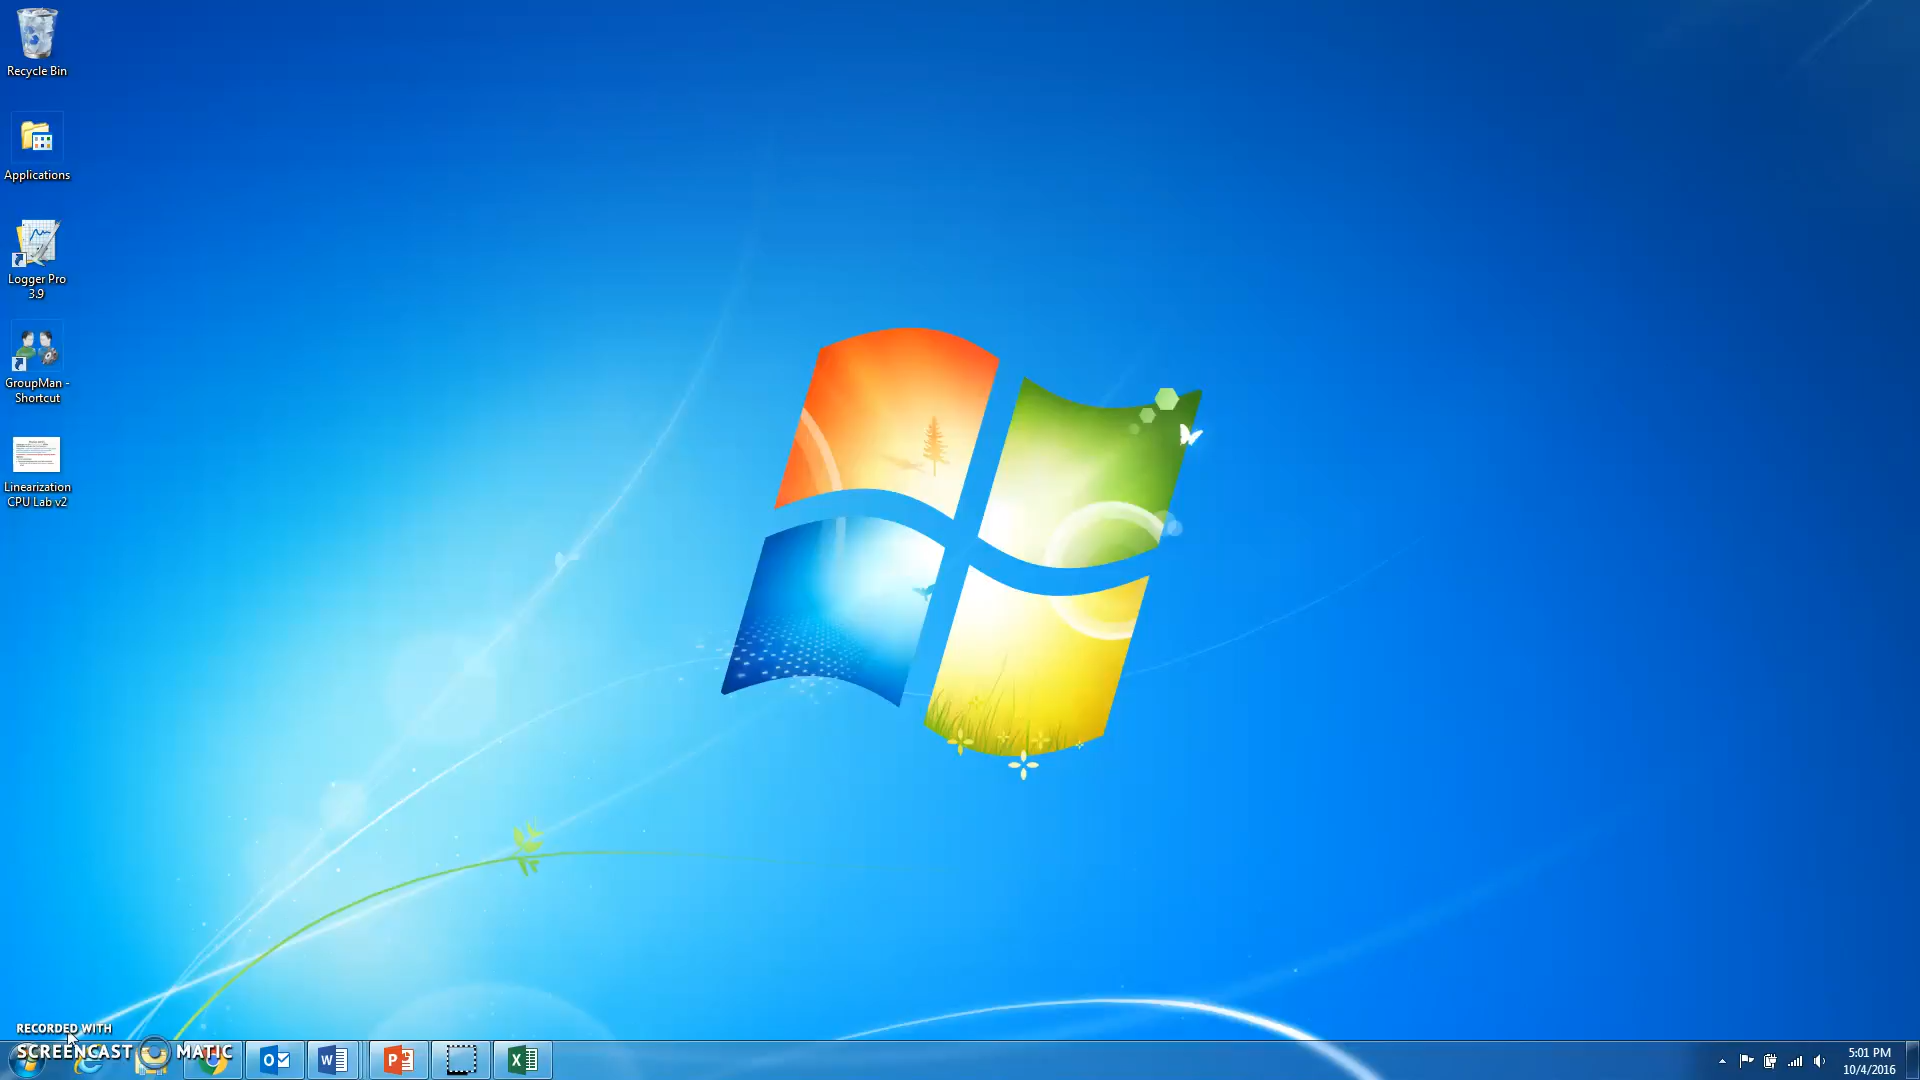 Recycle Bin
Applications
Logger Pro
3.9
GroupMan -
Shortcut
Linearization
CPU Lab v2
RECORDED WITH
SCREENCAST MATIC
5:01 PM
10/4/2016